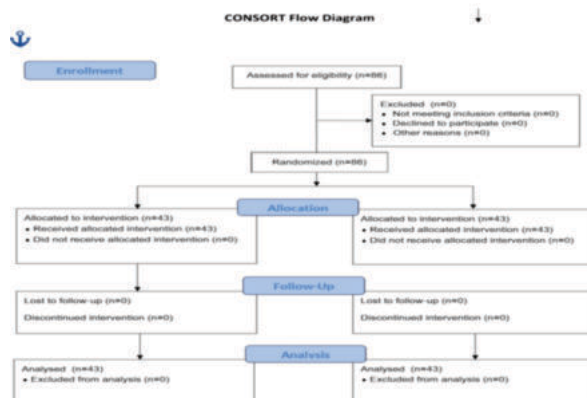 CONSORT Flow Diagram
Enrollment
Assessed for eligibility (n=86)
Excluded (n=0)
• Not meeting inclusion criteria (n=0)
• Declined to participate (n=0)
• Other reasons (n=0)
Randomized (n=86)
Allocation
Allocated to intervention (n=43)
• Received allocated intervention (n=43)
• Did not receive allocated intervention (n=0)
Allocated to intervention (n=43)
• Received allocated intervention (n=43)
• Did not receive allocated intervention (n=0)
Follow-Up
Lost to follow-up (n=0)
Discontinued intervention (n=0)
Lost to follow-up (n=0)
Discontinued intervention (n=0)
Analysis
Analysed (n=43)
• Excluded from analysis (n=0)
Analysed (n=43)
• Excluded from analysis (n=0)